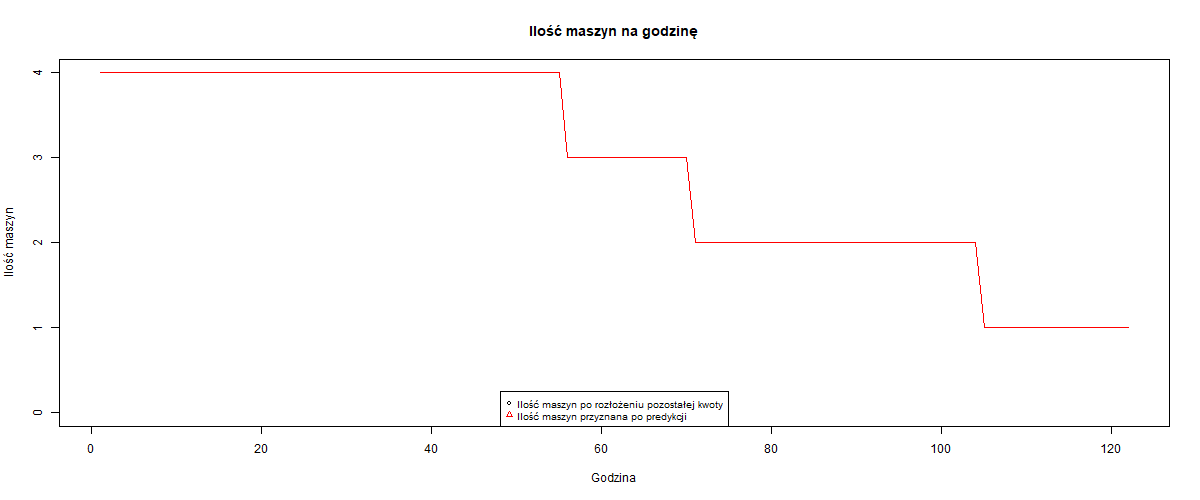 Ilość maszyn na godzinę
Ilość maszyn
4
3
2
1
0
Ilość maszyn po rozłożeniu pozostałej kwoty
Ilość maszyn przyznana po predykcji
0 20 40 60 80 100 120
Godzina